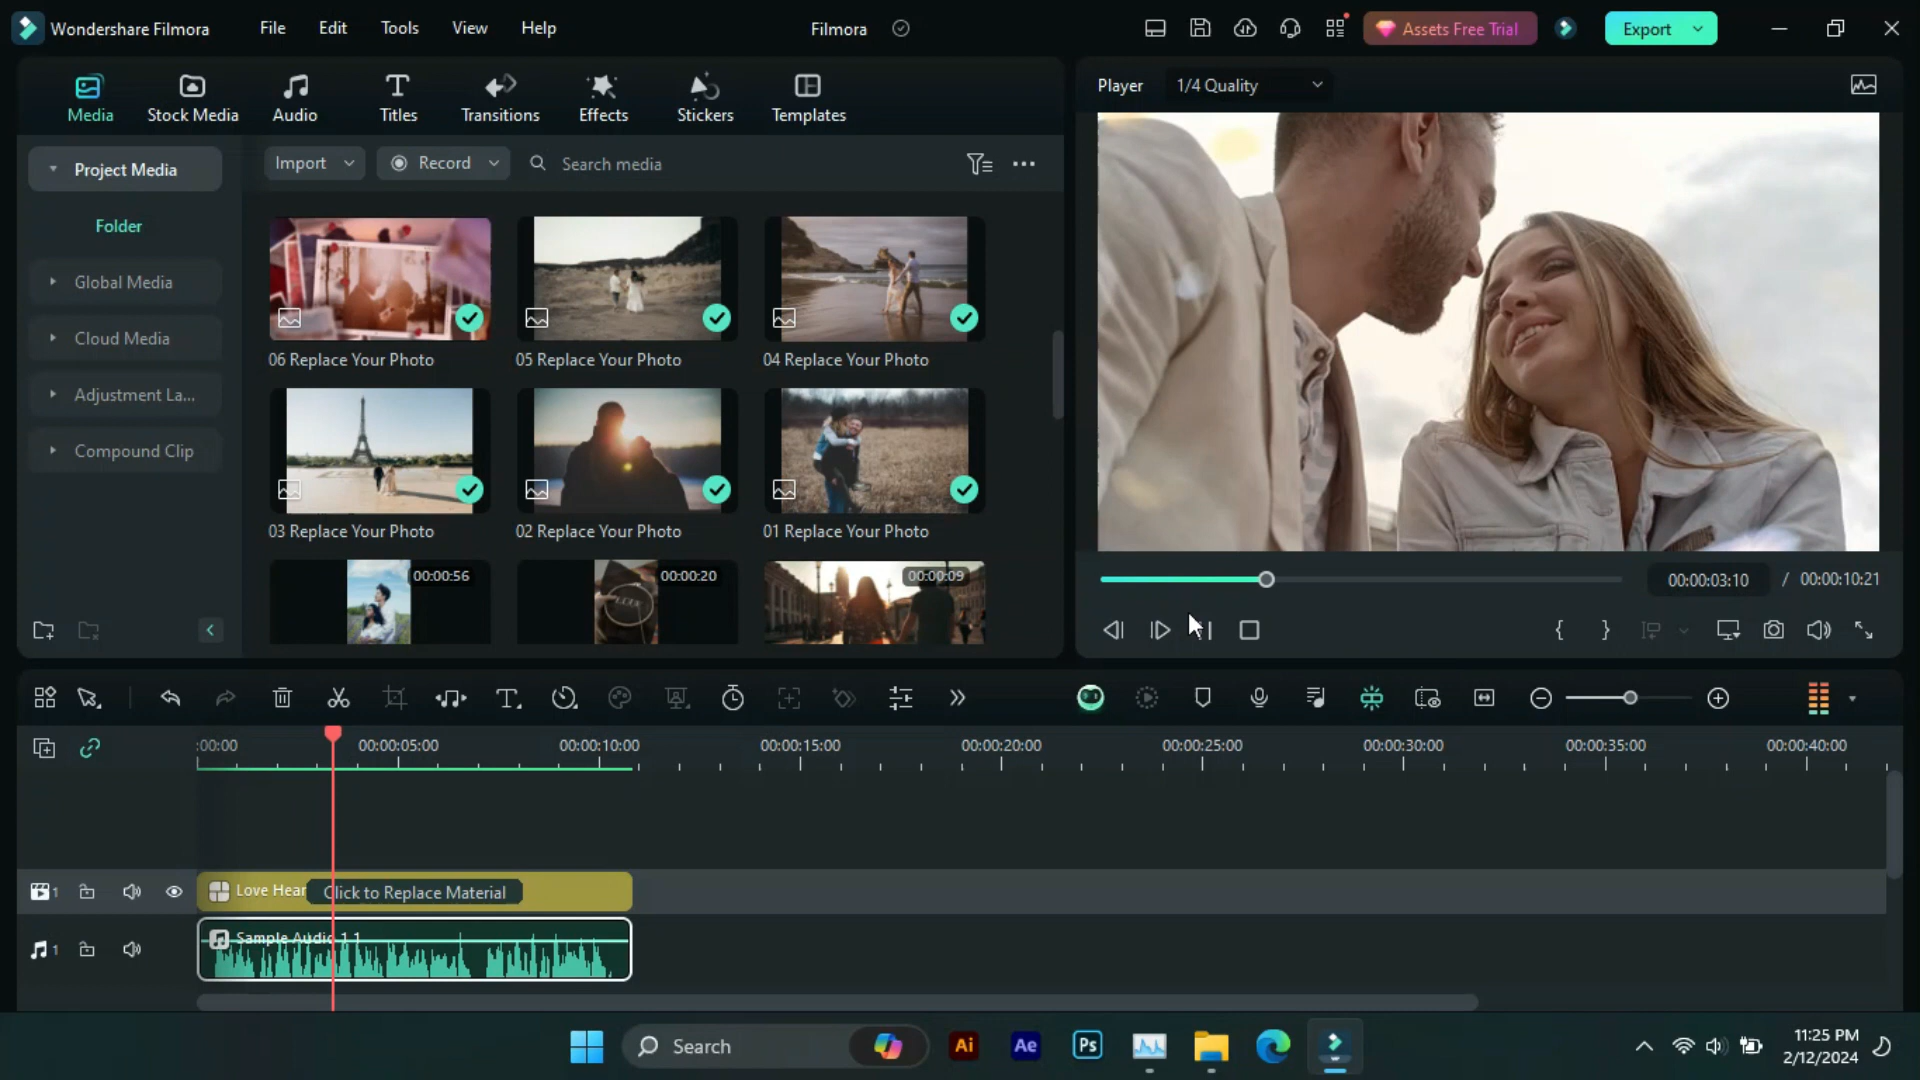 Wondershare Filmora
File
Edit
Tools
View
Help
Filmora
Assets Free Trial
Export
Media
Stock Media
Audio
Titles
Transitions
Effects
Stickers
Templates
Player
1/4 Quality
Project Media
Folder
Global Media
Cloud Media
Adjustment La...
Compound Clip
Import
Record
Search media
06 Replace Your Photo
05 Replace Your Photo
04 Replace Your Photo
03 Replace Your Photo
02 Replace Your Photo
01 Replace Your Photo
00:00:56
00:00:20
00:00:09
00:00:03:10
/ 00:00:10:21
:00:00
00:00:05:00
00:00:10:00
00:00:15:00
00:00:20:00
00:00:25:00
00:00:30:00
00:00:35:00
00:00:40:00
1
Love Hear
Click to Replace Material
1
Sample Audio 1 1
Search
Ai
Ae
Ps
11:25 PM
2/12/2024